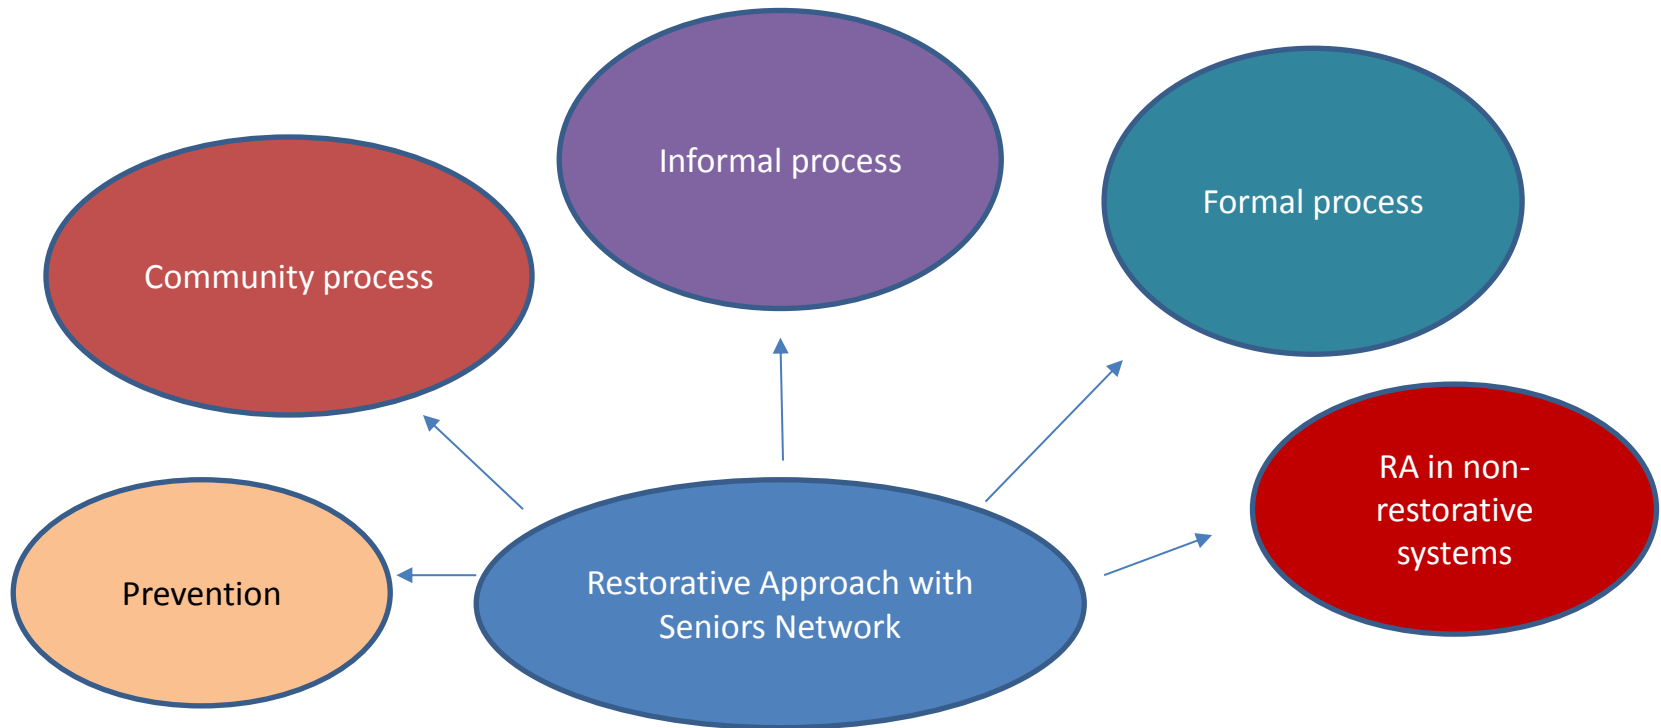 Informal process
Formal process
Community process
RA in non-
restorative
systems
Prevention
Restorative Approach with
Seniors Network